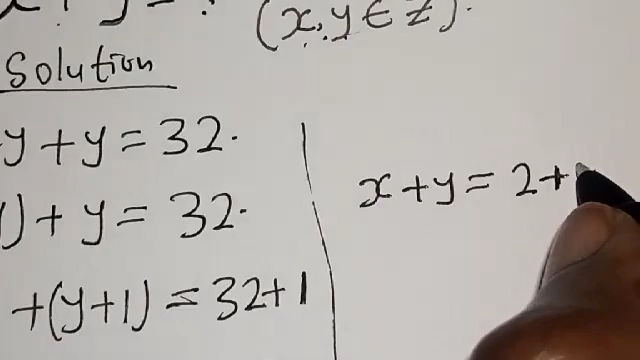 (x, y ∈ Z).
Solution
y + y = 32.
) + y = 32.
+ (y + 1) = 32 + 1
x + y = 2 +